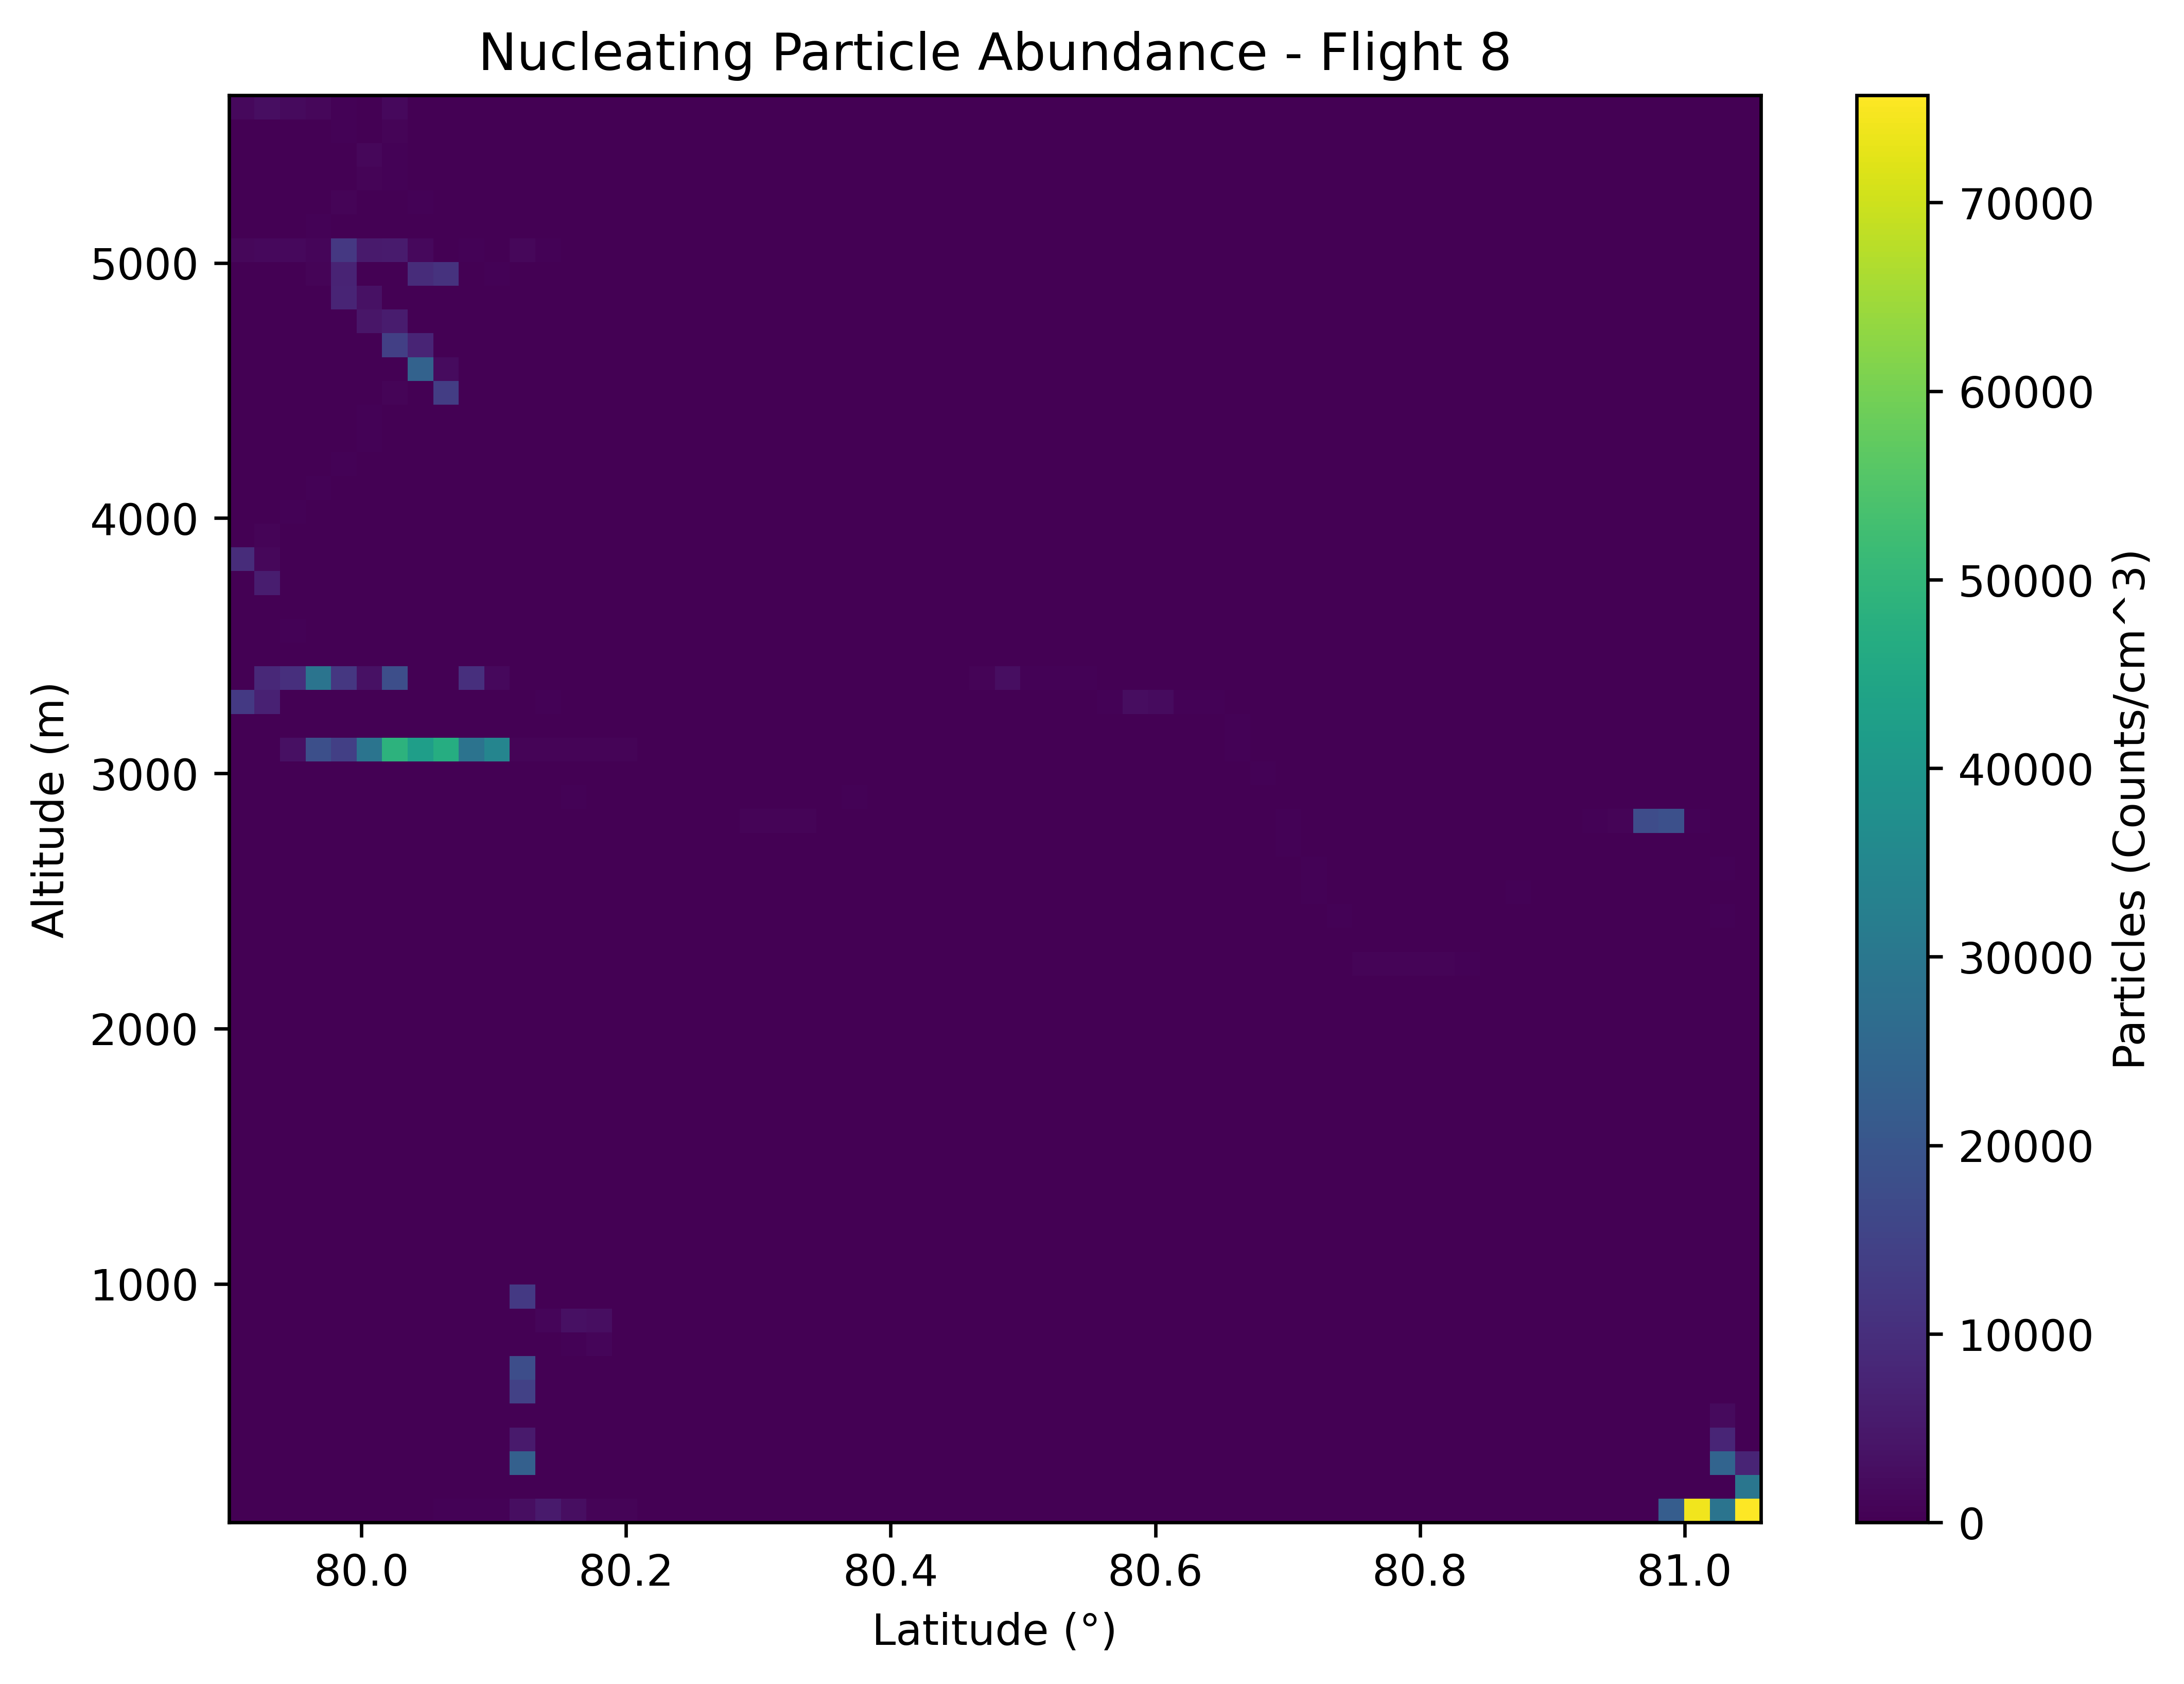 Nucleating Particle Abundance - Flight 8
Altitude (m)
5000
4000
3000
2000
1000
80.0 80.2 80.4 80.6 80.8 81.0
Latitude (°)
70000
60000
50000
40000
30000
20000
10000
0
Particles (Counts/cm^3)